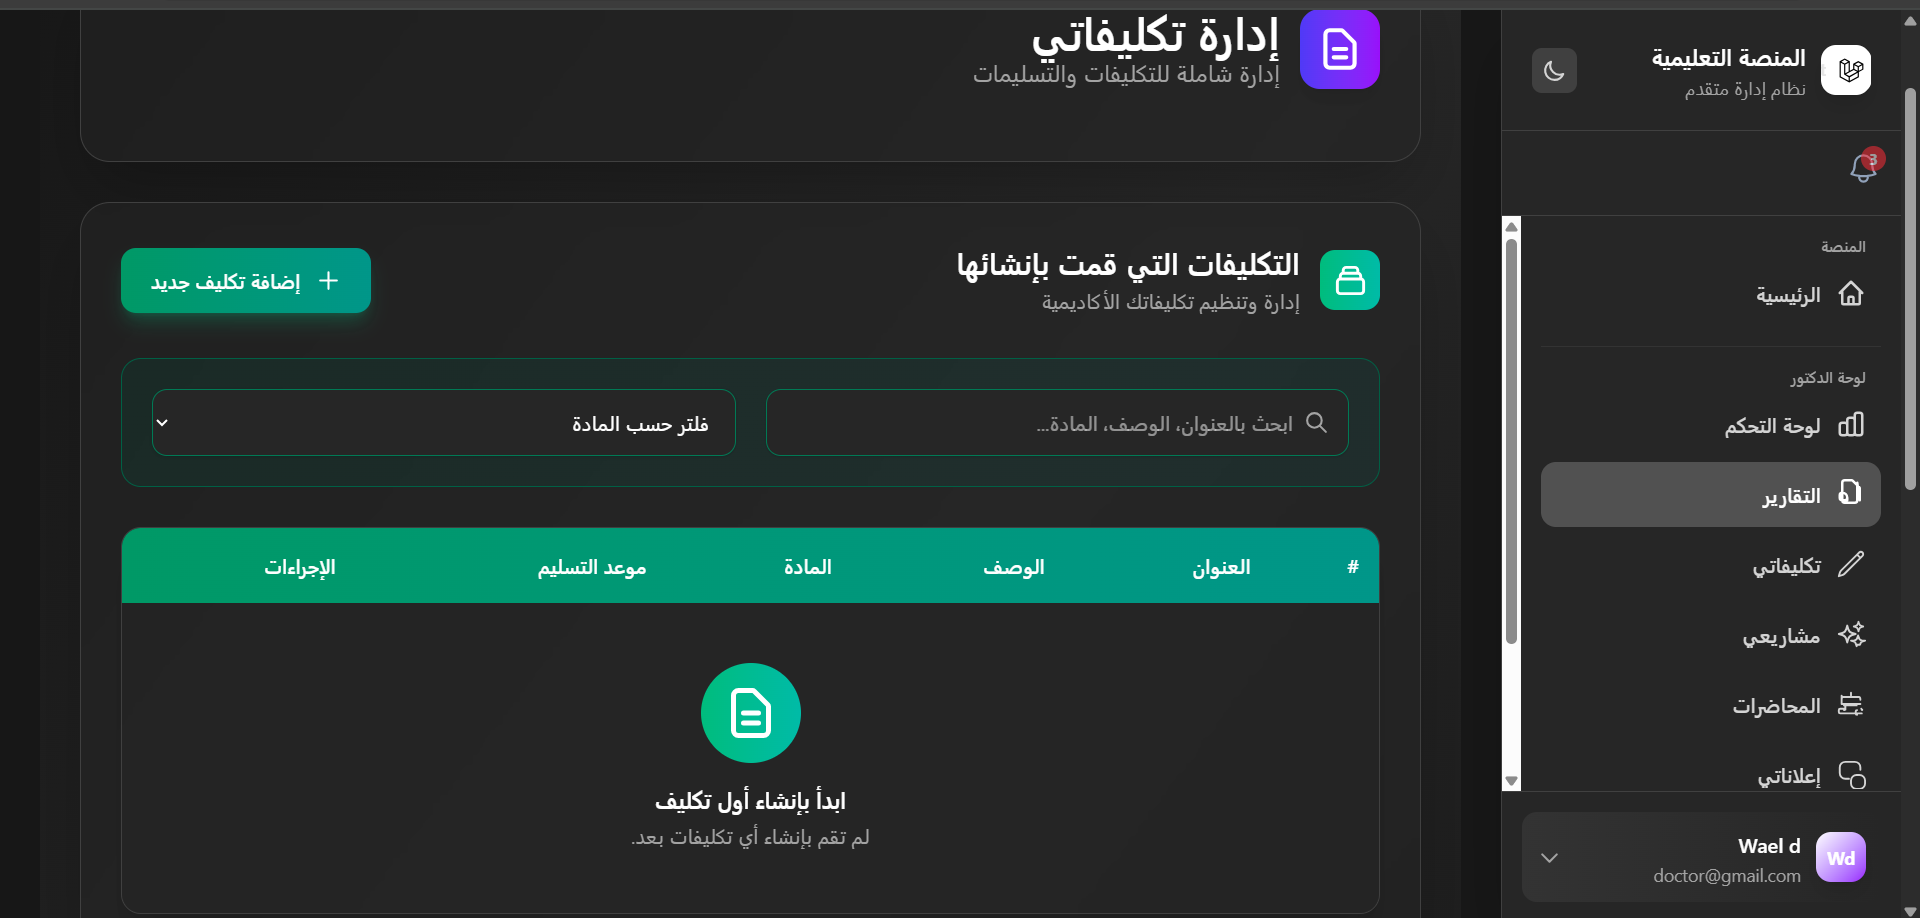 المنصة التعليمية
نظام إدارة متقدم
3
المنصة
الرئيسية
لوحة الدكتور
لوحة التحكم
التقارير
تكليفاتي
مشاريعي
المحاضرات
إعلاناتي
Wd
Wael d
doctor@gmail.com
إدارة تكليفاتي
إدارة شاملة للتكليفات والتسليمات
التكليفات التي قمت بإنشائها
إدارة وتنظيم تكليفاتك الأكاديمية
إضافة تكليف جديد
ابحث بالعنوان، الوصف، المادة...
فلتر حسب المادة
# العنوان الوصف المادة موعد التسليم الإجراءات
ابدأ بإنشاء أول تكليف
لم تقم بإنشاء أي تكليفات بعد.